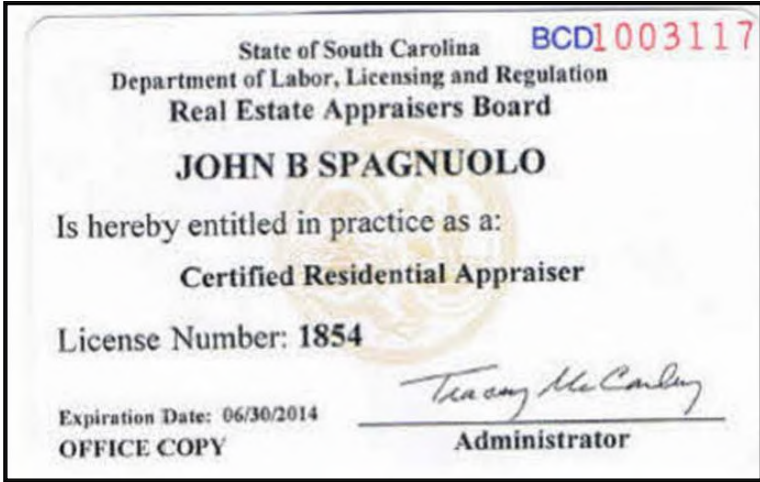 BCD1003117
State of South Carolina
Department of Labor, Licensing and Regulation
Real Estate Appraisers Board
JOHN B SPAGNUOLO
Is hereby entitled in practice as a:
Certified Residential Appraiser
License Number: 1854
Expiration Date: 06/30/2014
OFFICE COPY
Administrator